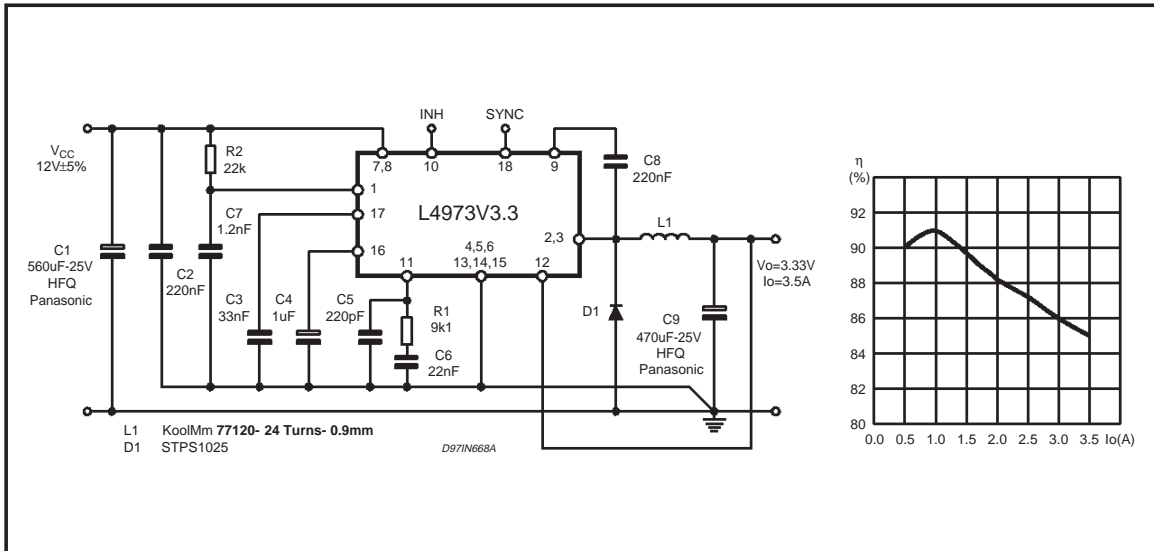 INH
SYNC
VCC
12V±5%
R2
22k
7,8
10
18
9
C8
220nF
1
17
16
L4973V3.3
2,3
L1
C7
1.2nF
4,5,6
13,14,15
11
12
C1
560uF-25V
HFQ
Panasonic
C2
220nF
C3
33nF
C4
1uF
C5
220pF
R1
9k1
C6
22nF
D1
C9
470uF-25V
HFQ
Panasonic
Vo=3.33V
Io=3.5A
L1 KoolMm 77120- 24 Turns- 0.9mm
D1 STPS1025
D97IN668A
η
(%)
92
90
88
86
84
82
80
0.0 0.5 1.0 1.5 2.0 2.5 3.0 3.5 Io(A)